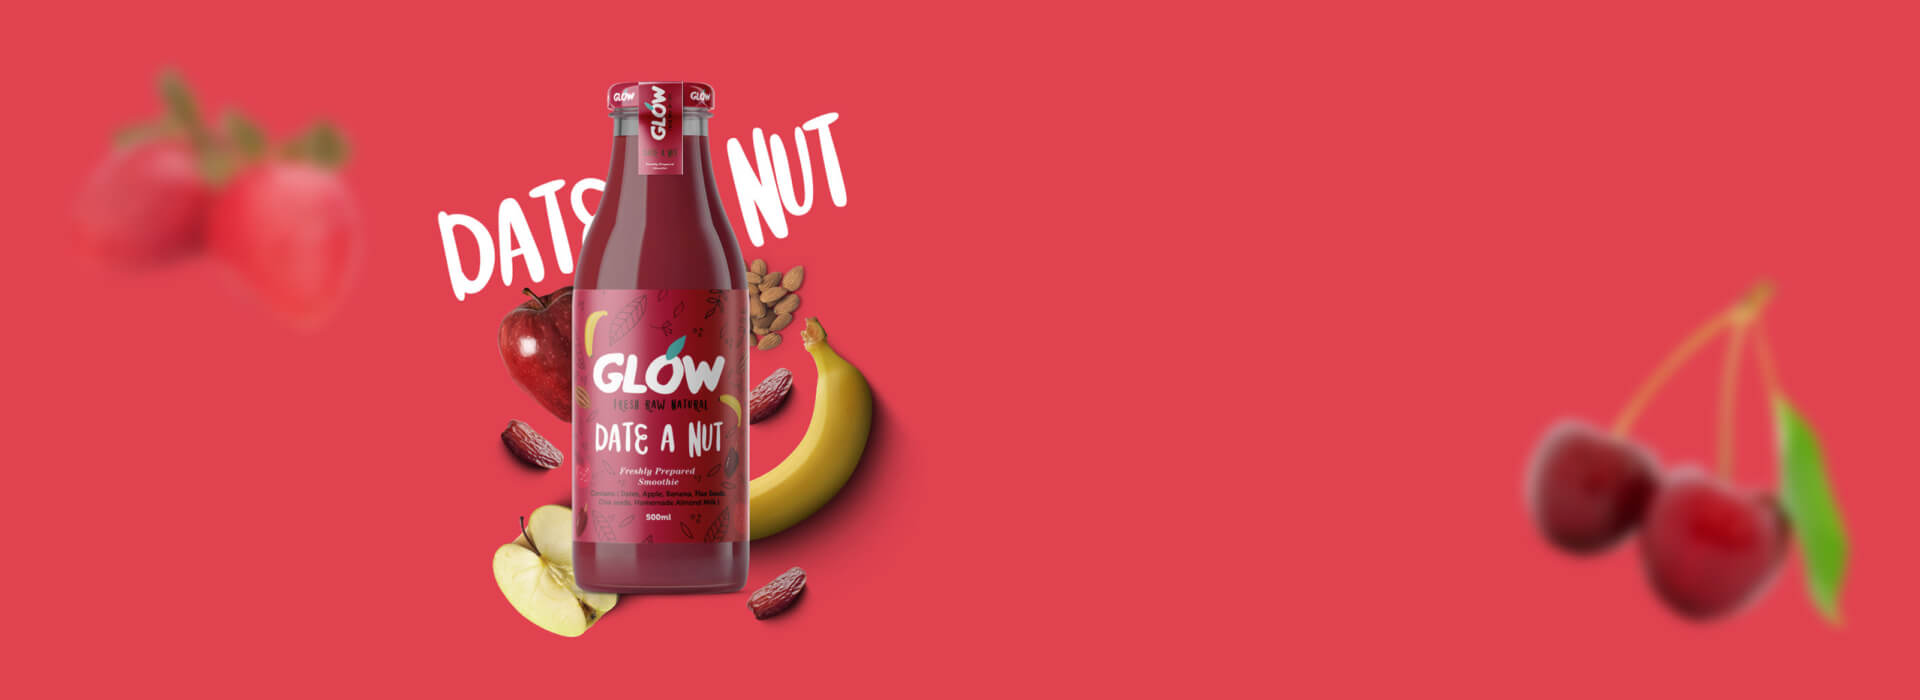 GLOW
GLOW
GLOW
DATE
NUT
GLOW
FRESH RAW NATURAL
DATE A NUT
Freshly Prepared
Smoothie
Contains ( Dates, Apple, Banana, Flax Seeds,
Chia seeds, Homemade Almond Milk )
500ml